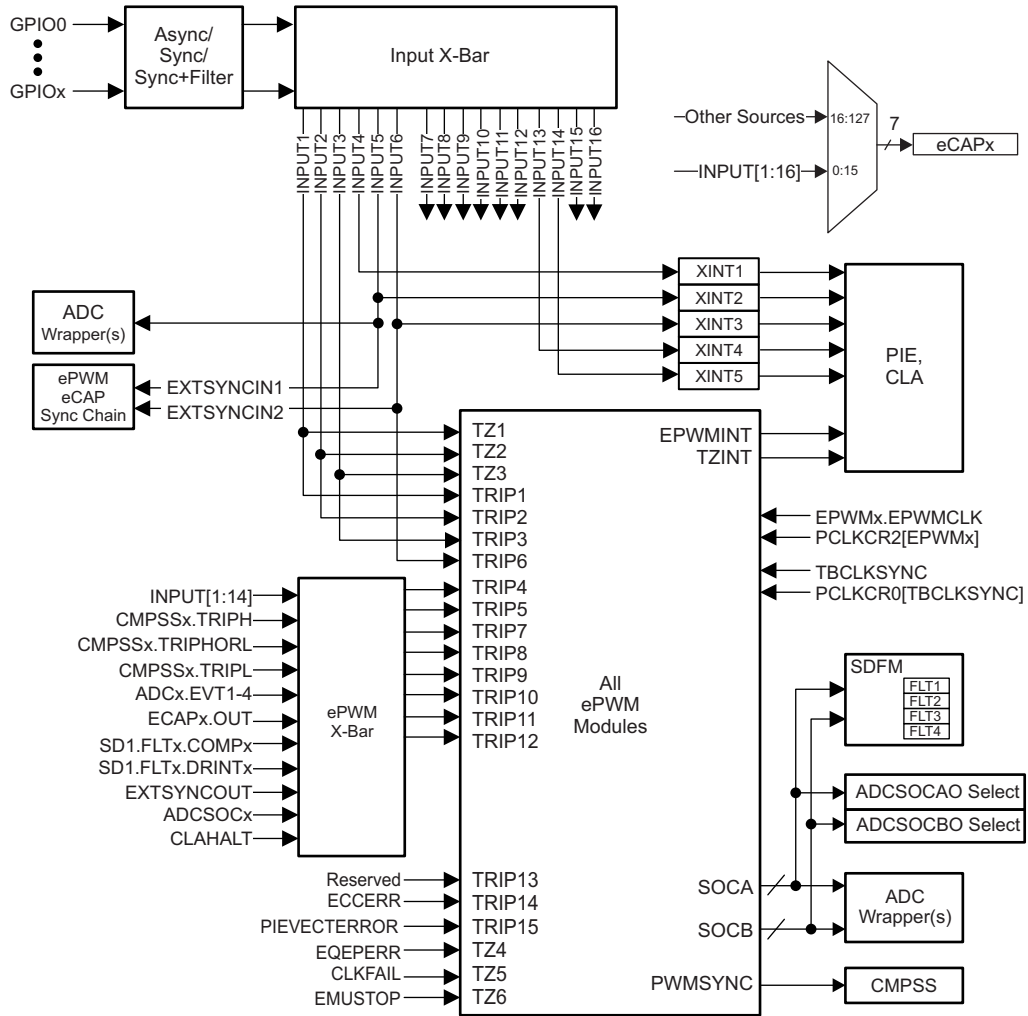 GPIO0
GPIOx
Async/
Sync/
Sync+Filter
Input X-Bar
INPUT1
INPUT2
INPUT3
INPUT4
INPUT5
INPUT6
INPUT7
INPUT8
INPUT9
INPUT10
INPUT11
INPUT12
INPUT13
INPUT14
INPUT15
INPUT16
Other Sources
16:127
INPUT[1:16]
0:15
7
eCAPx
XINT1
XINT2
XINT3
XINT4
XINT5
PIE,
CLA
ADC
Wrapper(s)
ePWM
eCAP
Sync Chain
EXTSYNCIN1
EXTSYNCIN2
TZ1
TZ2
TZ3
TRIP1
TRIP2
TRIP3
TRIP6
TRIP4
TRIP5
TRIP7
TRIP8
TRIP9
TRIP10
TRIP11
TRIP12
EPWMINT
TZINT
EPWMx.EPWMCLK
PCLKCR2[EPWMx]
TBCLKSYNC
PCLKCR0[TBCLKSYNC]
INPUT[1:14]
CMPSSx.TRIPH
CMPSSx.TRIPHORL
CMPSSx.TRIPL
ADCx.EVT1-4
ECAPx.OUT
SD1.FLTx.COMPx
SD1.FLTx.DRINTx
EXTSYNCOUT
ADCSOCx
CLAHALT
ePWM
X-Bar
All
ePWM
Modules
SDFM
FLT1
FLT2
FLT3
FLT4
ADCSOCAO Select
ADCSOCBO Select
Reserved
ECCERR
PIEVECTERROR
EQEPERR
CLKFAIL
EMUSTOP
TRIP13
TRIP14
TRIP15
TZ4
TZ5
TZ6
SOCA
SOCB
PWMSYNC
ADC
Wrapper(s)
CMPSS